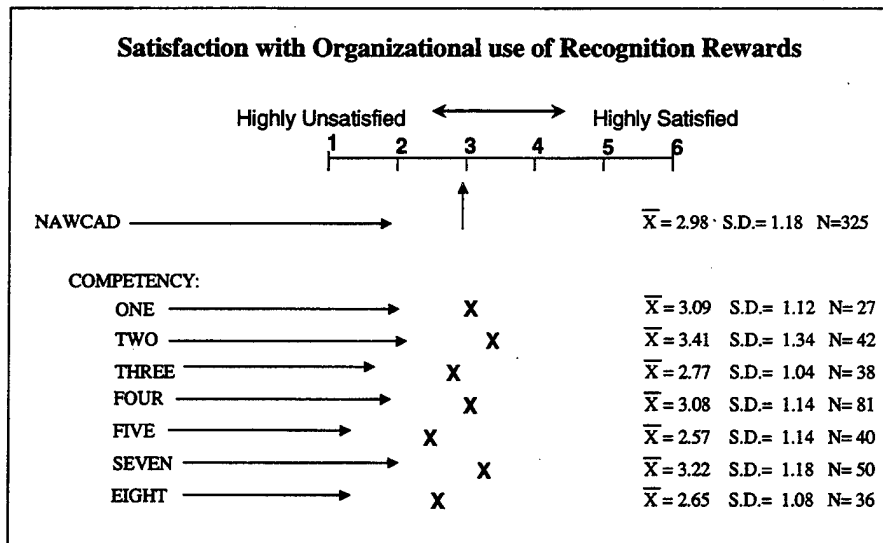 Satisfaction with Organizational use of Recognition Rewards
Highly Unsatisfied Highly Satisfied
1 2 3 4 5 6
NAWCAD X̄ = 2.98 S.D.= 1.18 N=325
COMPETENCY:
ONE X X̄ = 3.09 S.D.= 1.12 N= 27
TWO X X̄ = 3.41 S.D.= 1.34 N= 42
THREE X X̄ = 2.77 S.D.= 1.04 N= 38
FOUR X X̄ = 3.08 S.D.= 1.14 N= 81
FIVE X X̄ = 2.57 S.D.= 1.14 N= 40
SEVEN X X̄ = 3.22 S.D.= 1.18 N= 50
EIGHT X X̄ = 2.65 S.D.= 1.08 N= 36